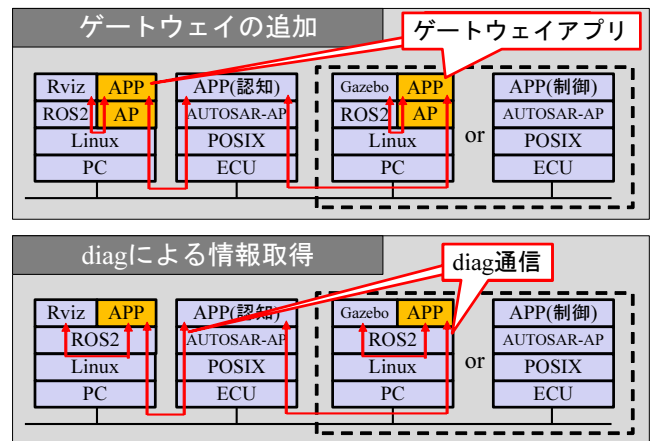 ゲートウェイの追加
ゲートウェイアプリ
Rviz APP APP(認知) Gazebo APP APP(制御)
ROS2 AP AUTOSAR-AP ROS2 AP AUTOSAR-AP
Linux POSIX Linux or POSIX
PC ECU PC ECU
diagによる情報取得
diag通信
Rviz APP APP(認知) Gazebo APP APP(制御)
ROS2 AUTOSAR-AP ROS2 AUTOSAR-AP
Linux POSIX Linux or POSIX
PC ECU PC ECU